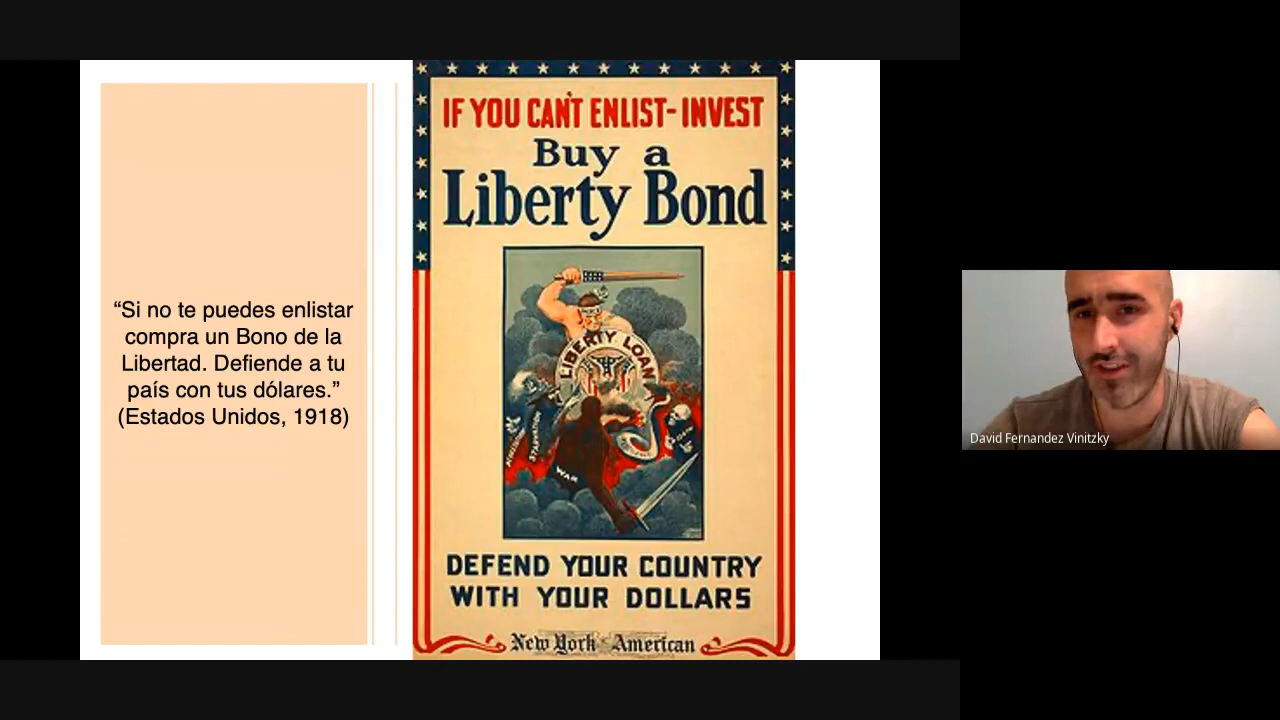 “Si no te puedes enlistar
compra un Bono de la
Libertad. Defiende a tu
país con tus dólares.”
(Estados Unidos, 1918)
IF YOU CAN'T ENLIST - INVEST
Buy a
Liberty Bond
LIBERTY LOAN
STARVATION
WAR
DEFEND YOUR COUNTRY
WITH YOUR DOLLARS
New York American
David Fernandez Vinitzky